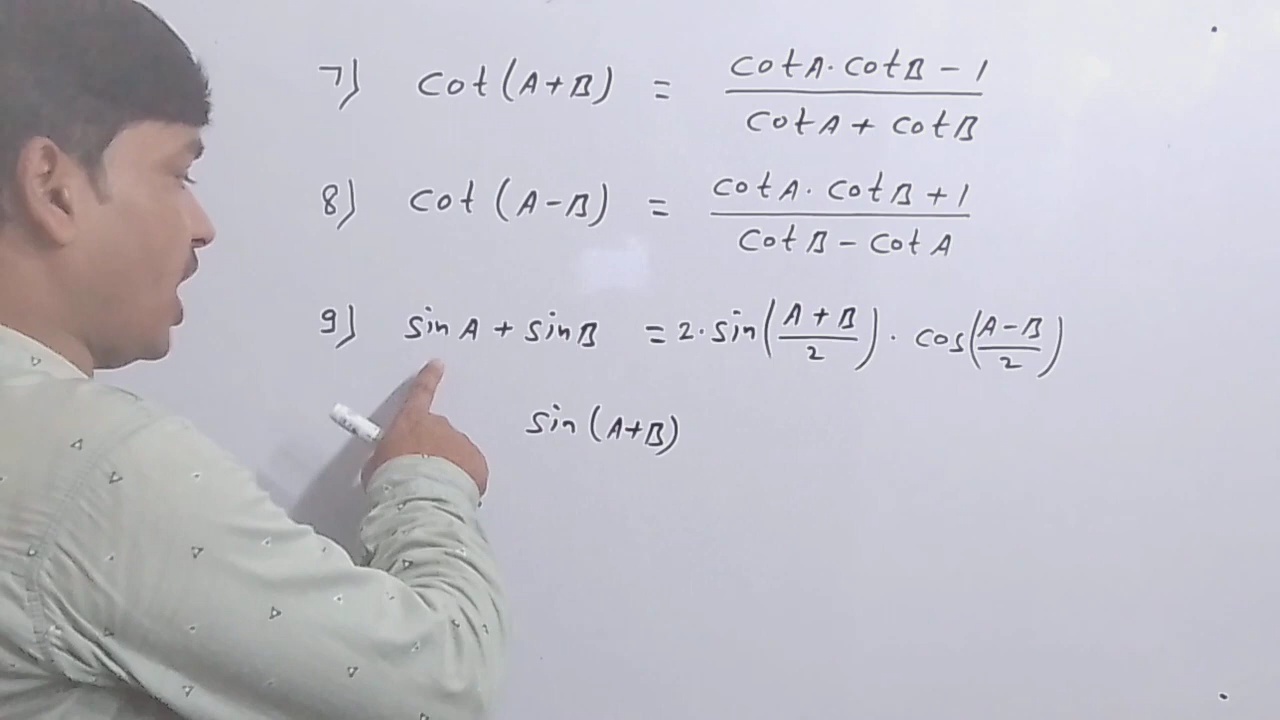 7) cot(A+B) = (cotA·cotB-1)/(cotA+cotB)
8) cot(A-B) = (cotA·cotB+1)/(cotB-cotA)
9) sinA+sinB = 2·sin((A+B)/2)·cos((A-B)/2)
sin(A+B)